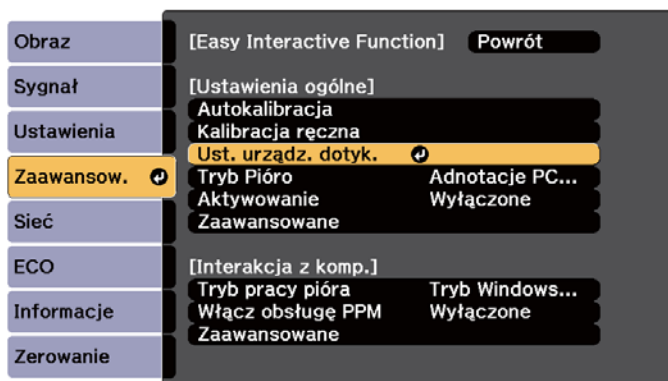 Obraz
Sygnał
Ustawienia
Zaawansow.
Sieć
ECO
Informacje
Zerowanie
[Easy Interactive Function] Powrót
[Ustawienia ogólne]
Autokalibracja
Kalibracja ręczna
Ust. urządz. dotyk.
Tryb Pióro Adnotacje PC...
Aktywowanie Wyłączone
Zaawansowane
[Interakcja z komp.]
Tryb pracy pióra Tryb Windows...
Włącz obsługę PPM Wyłączone
Zaawansowane